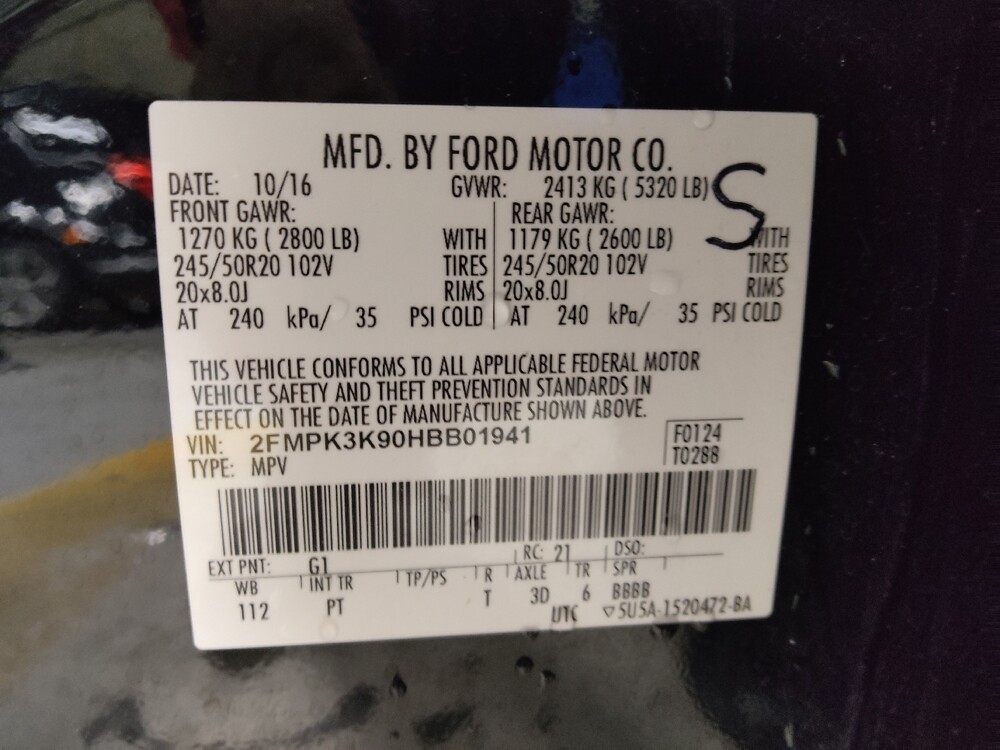 MFD. BY FORD MOTOR CO.
DATE: 10/16 GVWR: 2413 KG ( 5320 LB) S
FRONT GAWR: REAR GAWR:
1270 KG ( 2800 LB) WITH 1179 KG ( 2600 LB) WITH
245/50R20 102V TIRES 245/50R20 102V TIRES
20x8.0J RIMS 20x8.0J RIMS
AT 240 kPa/ 35 PSI COLD AT 240 kPa/ 35 PSI COLD
THIS VEHICLE CONFORMS TO ALL APPLICABLE FEDERAL MOTOR
VEHICLE SAFETY AND THEFT PREVENTION STANDARDS IN
EFFECT ON THE DATE OF MANUFACTURE SHOWN ABOVE.
VIN: 2FMPK3K90HBB01941 F0124
TYPE: MPV T0288
EXT PNT: G1 RC: 21 DSO:
WB INT TR TP/PS R AXLE TR SPR
112 PT T 3D 6 BBBB
UTC ▽5U5A-1520472-BA